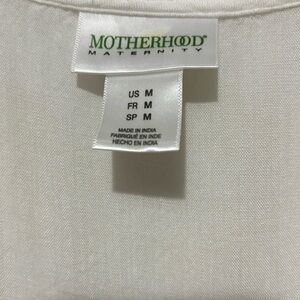 MOTHERHOOD®
MATERNITY
US M
FR M
SP M
MADE IN INDIA
FABRIQUÉ EN INDE
HECHO EN INDIA